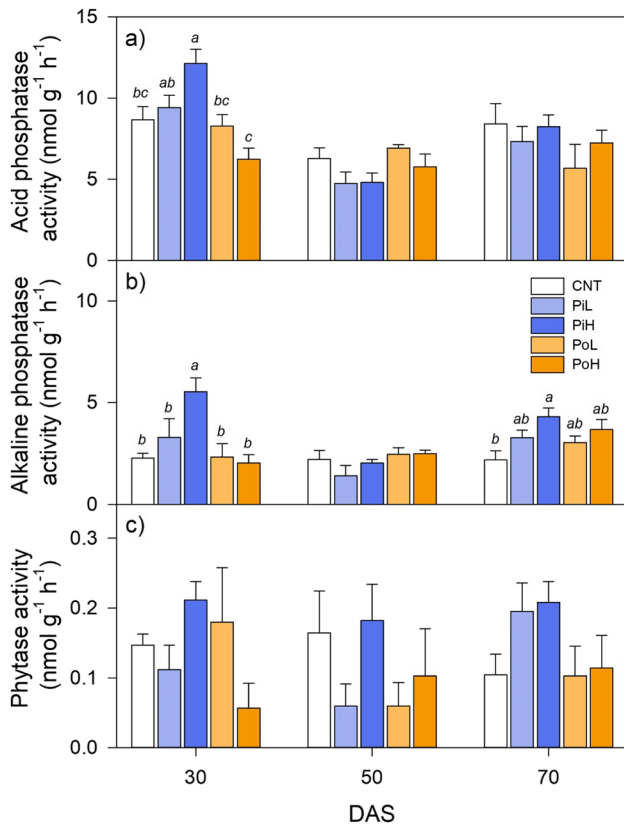 15
a)
a
bc
ab
bc
c
10
5
0
Acid phosphatase
activity (nmol g⁻¹ h⁻¹)
b)
10
CNT
PiL
PiH
PoL
PoH
a
b
b
b
b
5
b
ab
a
ab
ab
0
Alkaline phosphatase
activity (nmol g⁻¹ h⁻¹)
c)
0.3
0.2
0.1
0.0
Phytase activity
(nmol g⁻¹ h⁻¹)
30
50
70
DAS